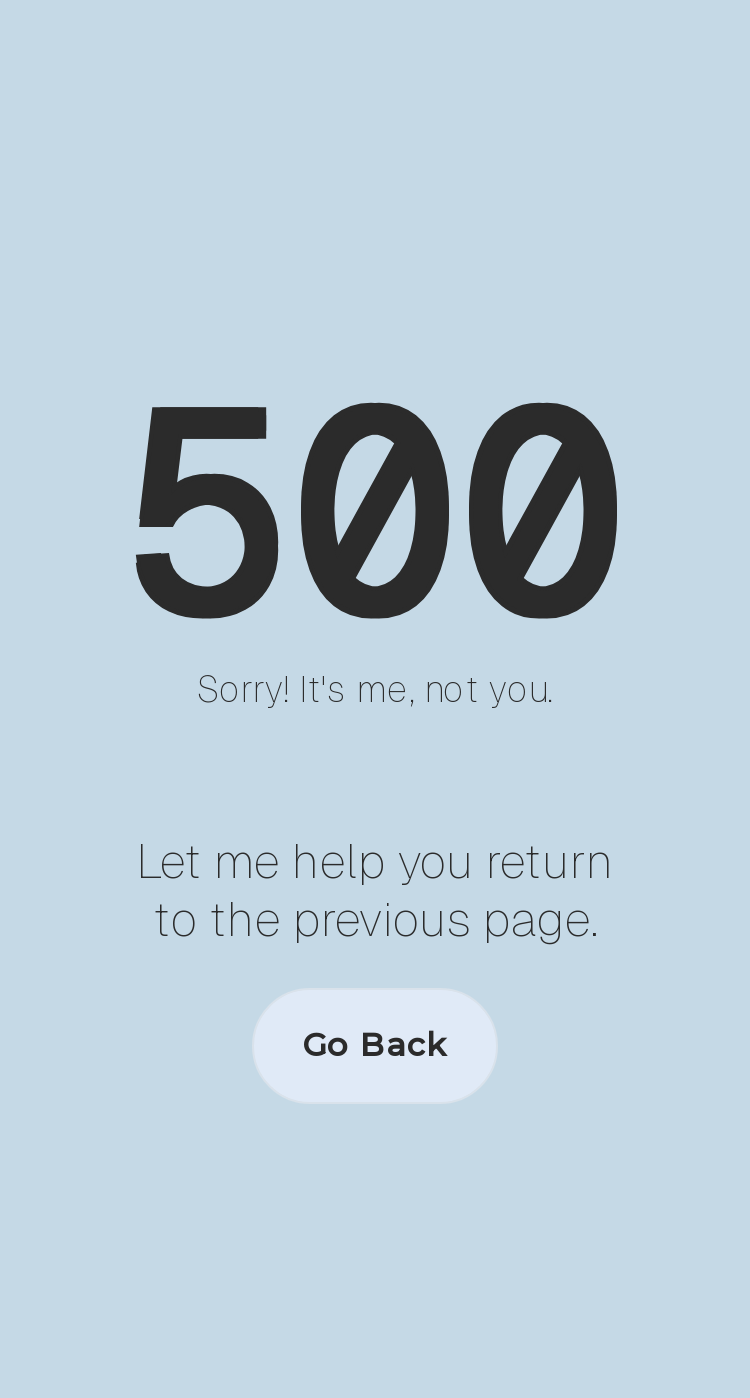 500
Sorry! It's me, not you.
Let me help you return
to the previous page.
Go Back